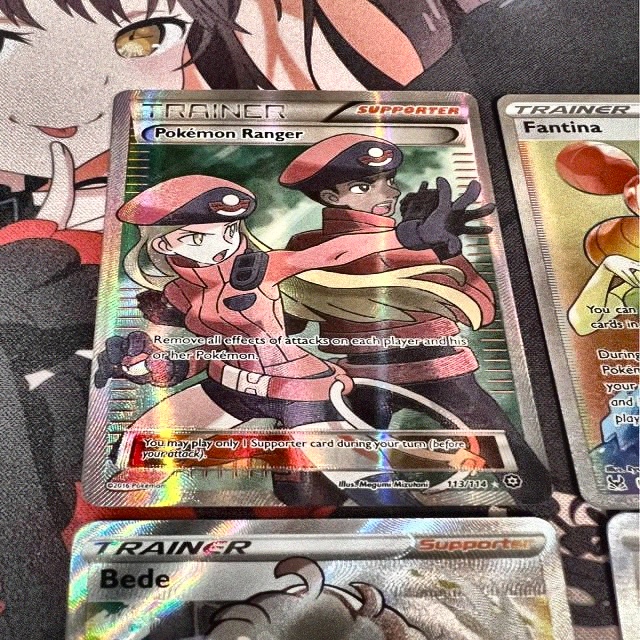 TRAINER
SUPPORTER
Pokémon Ranger
Remove all effects of attacks on each player and his
or her Pokémon.
You may play only 1 Supporter card during your turn (before
your attack).
©2016 Pokémon
Illus. Megumi Mizutani
113/114
TRAINER
Fantina
You can
cards in
During
Pokém
your
and
play
TRAINER
Supporter
Bede